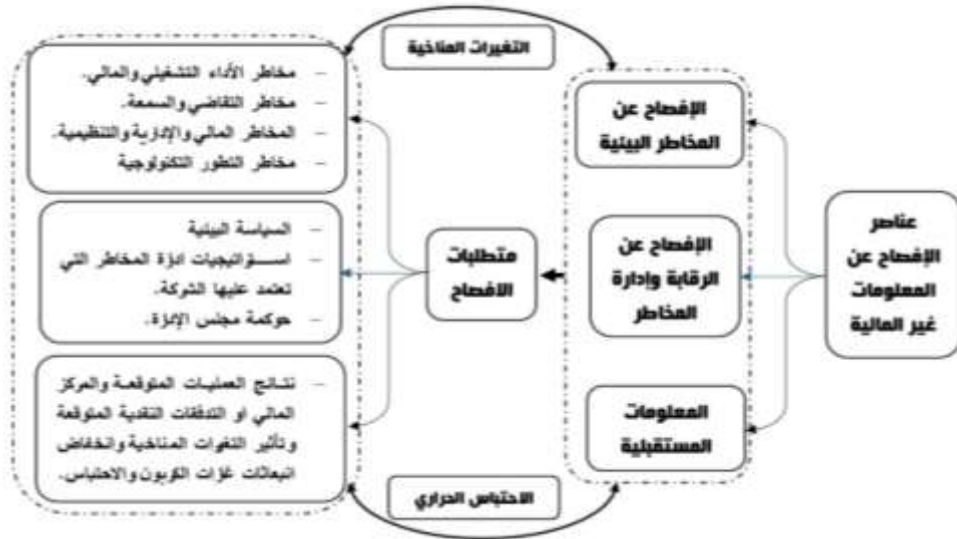 التغيرات المناخية
عناصر
الإفصاح عن
المعلومات
غير المالية
الإفصاح عن
المخاطر البيئية
الإفصاح عن
الرقابة وإدارة
المخاطر
المعلومات
المستقبلية
متطلبات
الافصاح
– مخاطر الأداء التشغيلي والمالي.
– مخاطر التقاضي والسمعة.
– المخاطر المالي والإدارية والتنظيمية.
– مخاطر التطور التكنولوجية
– السياسة البيئية
– استراتيجيات ادارة المخاطر التي
تعتمد عليها الشركة.
– حوكمة مجلس الإدارة.
– نتائج العمليات المتوقعة والمركز
المالي او التدفقات النقدية المتوقعة
وتأثير التغيرات المناخية وانخفاض
انبعاثات غازات الكربون والاحتباس.
الاحتباس الحراري